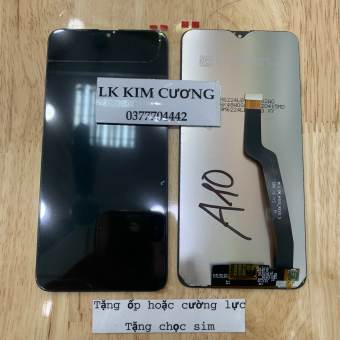 LK KIM CƯƠNG
0377704442
A10
Tặng ốp hoặc cường lực
Tặng chọc sim